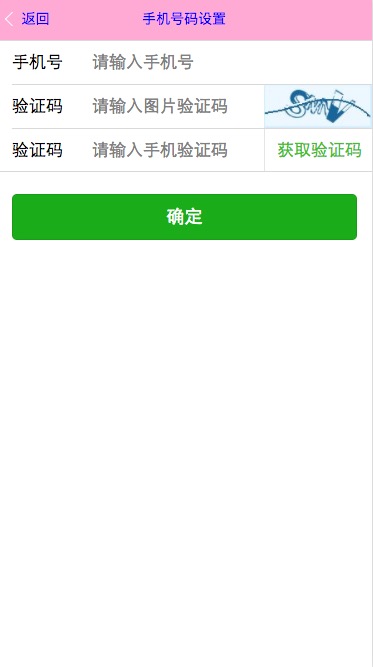 返回
手机号码设置
手机号 请输入手机号
验证码 请输入图片验证码
验证码 请输入手机验证码 获取验证码
确定